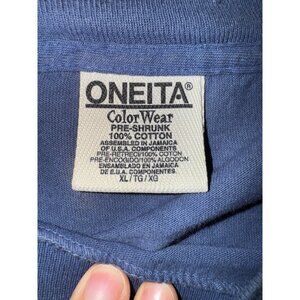 ONEITA®
Color Wear
PRE-SHRUNK
100% COTTON
ASSEMBLED IN JAMAICA
of U.S.A. COMPONENTS
PRE-RETRECI/100% COTON
PRE-ENCOGIDO/100% ALGODON
ENSAMBLADO EN JAMAICA
DE E.U.A. COMPONENTES
XL/TG/XG